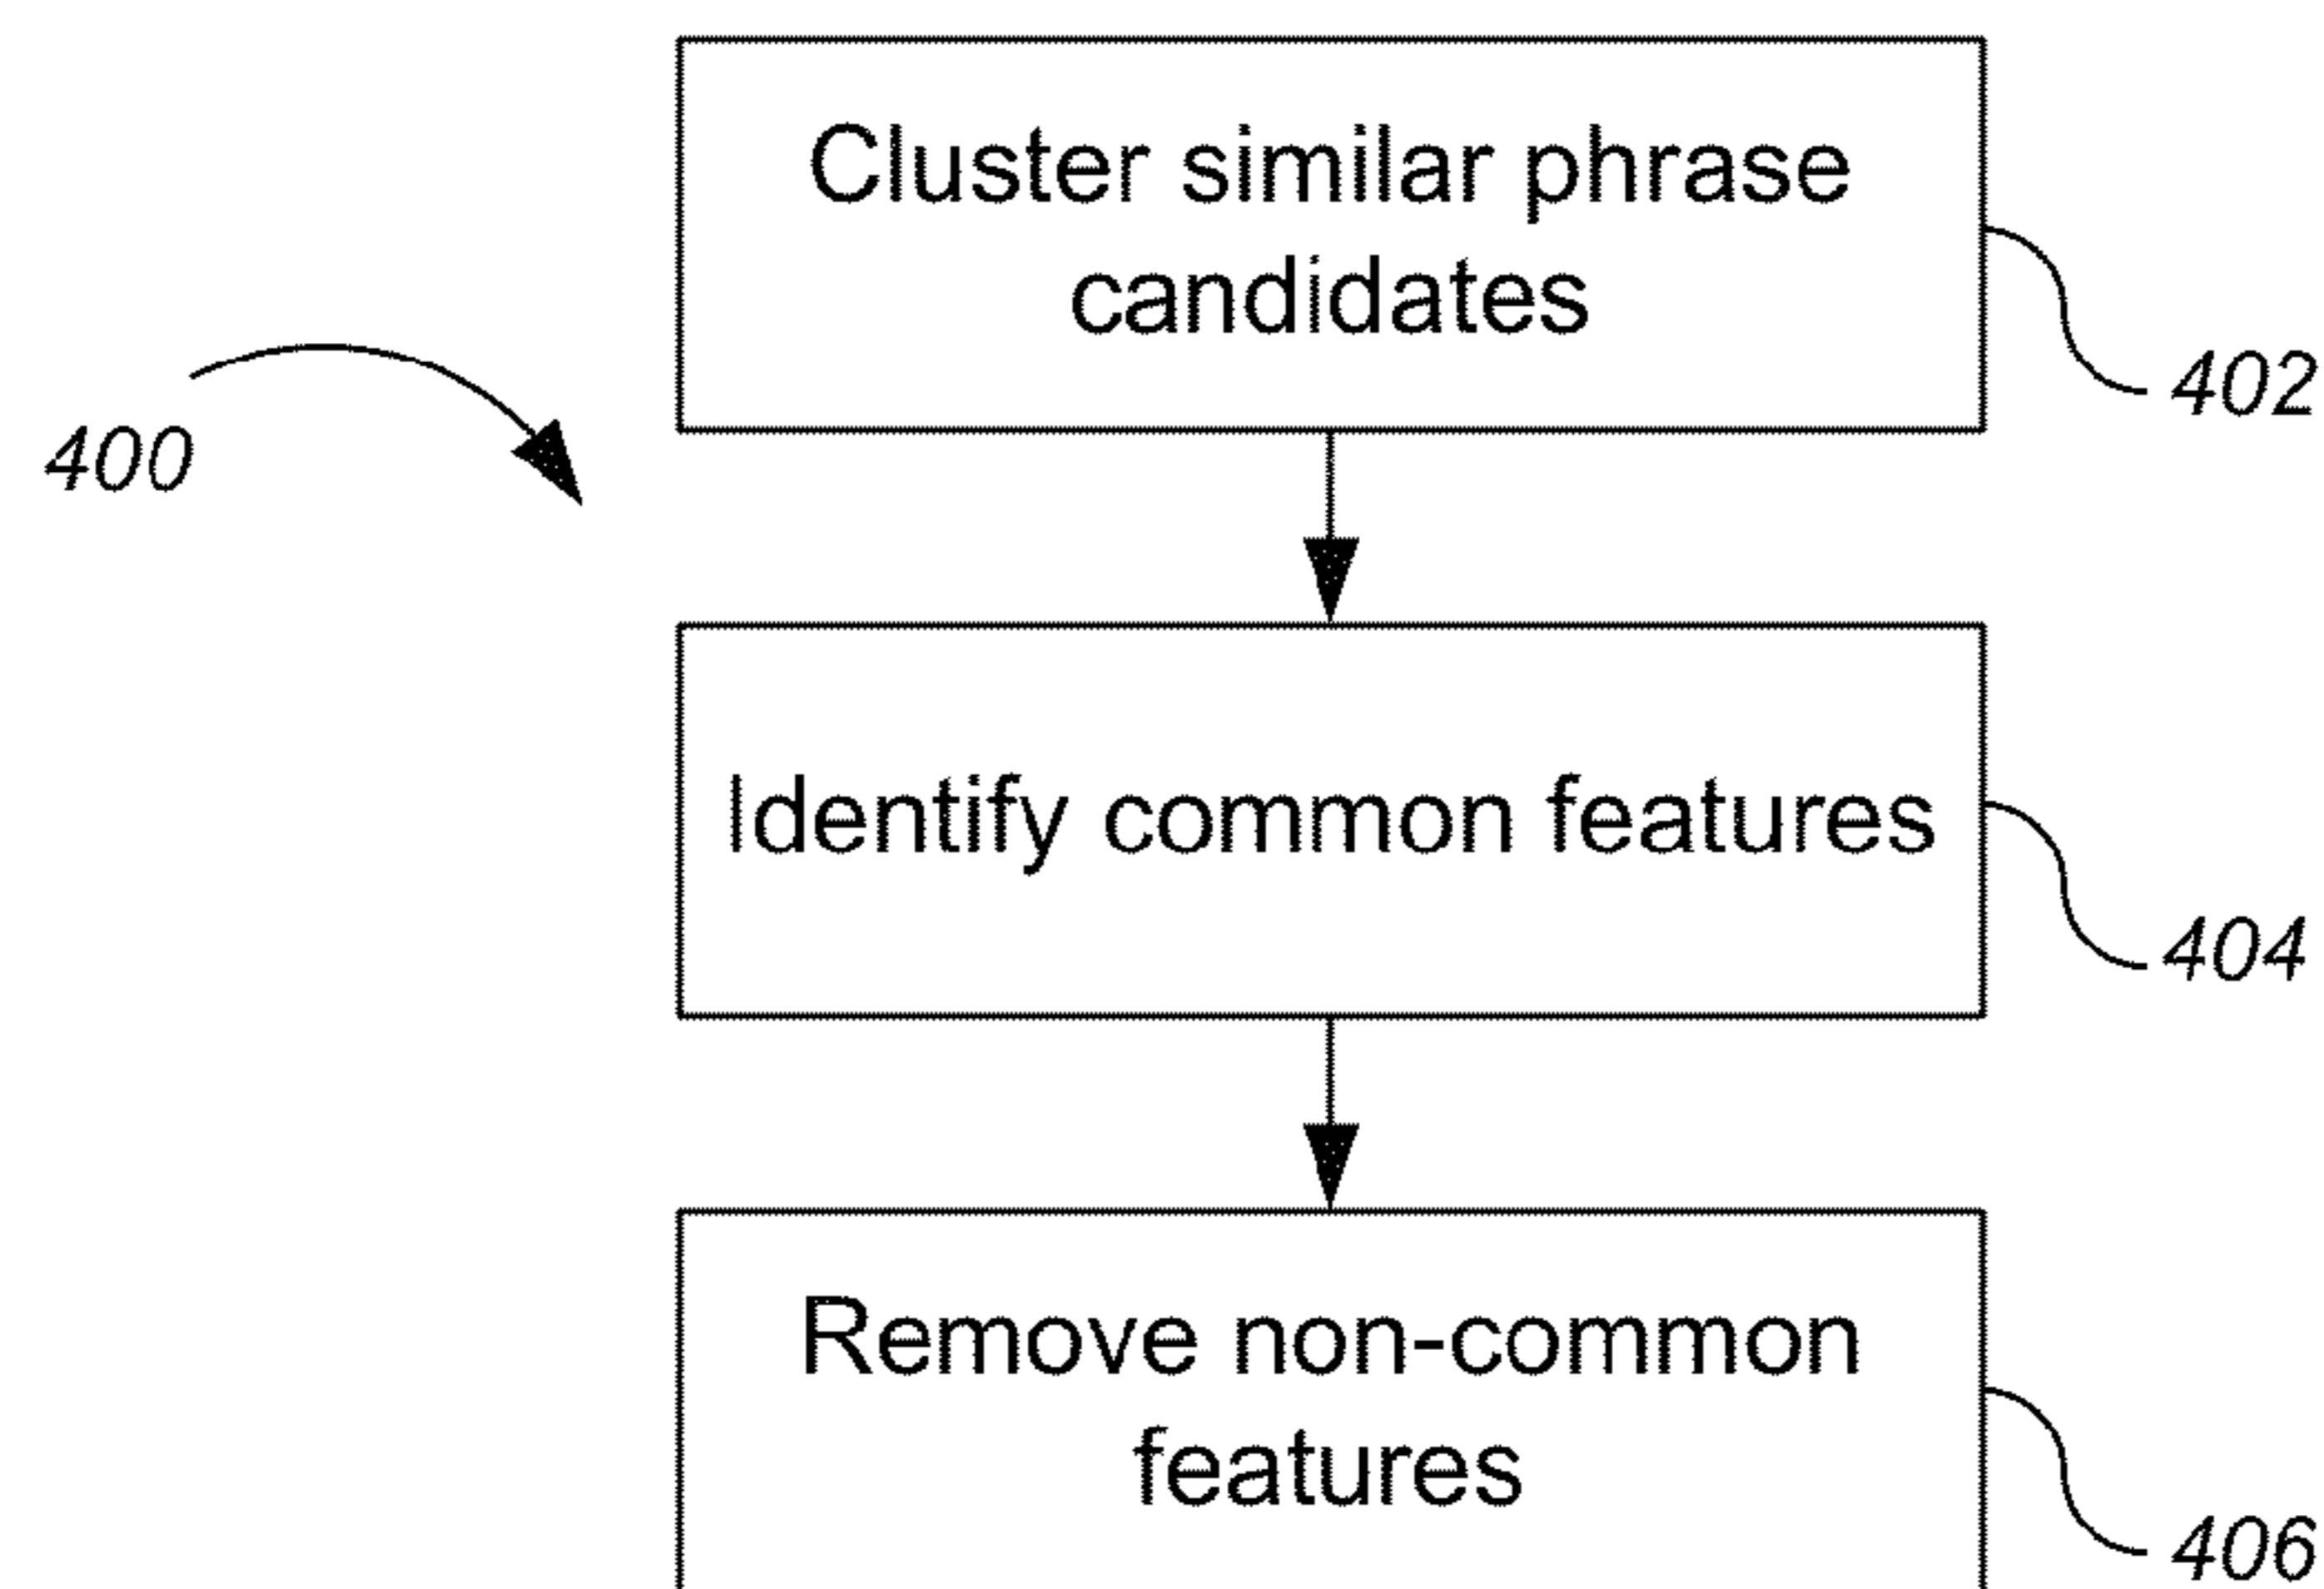 Cluster similar phrase
candidates
402
400
Identify common features
404
Remove non-common
features
406